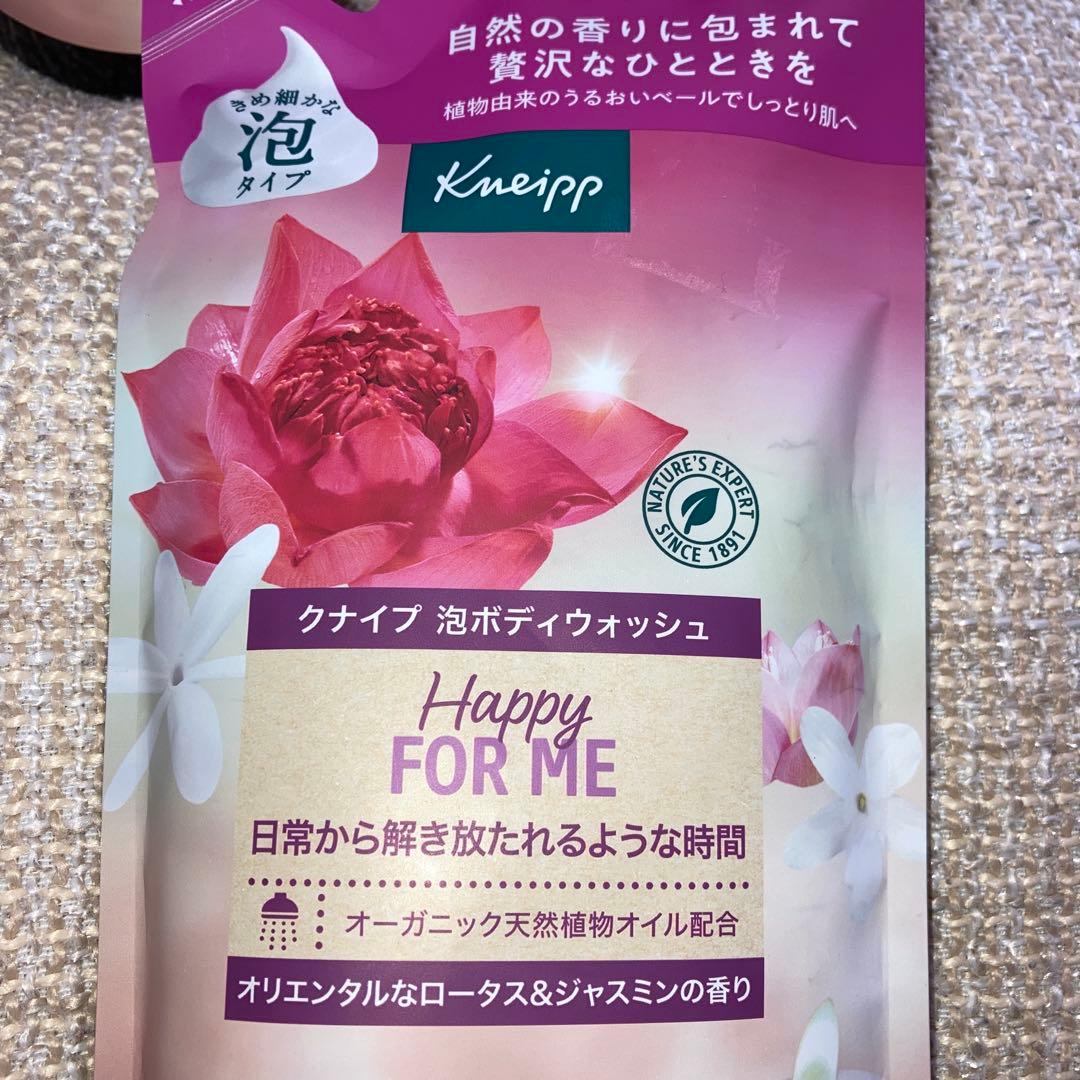 自然の香りに包まれて
贅沢なひとときを
植物由来のうるおいベールでしっとり肌へ
きめ細かな
泡
タイプ
Kneipp
NATURE'S EXPERT
SINCE 1891
クナイプ 泡ボディウォッシュ
Happy
FOR ME
日常から解き放たれるような時間
オーガニック天然植物オイル配合
オリエンタルなロータス&ジャスミンの香り